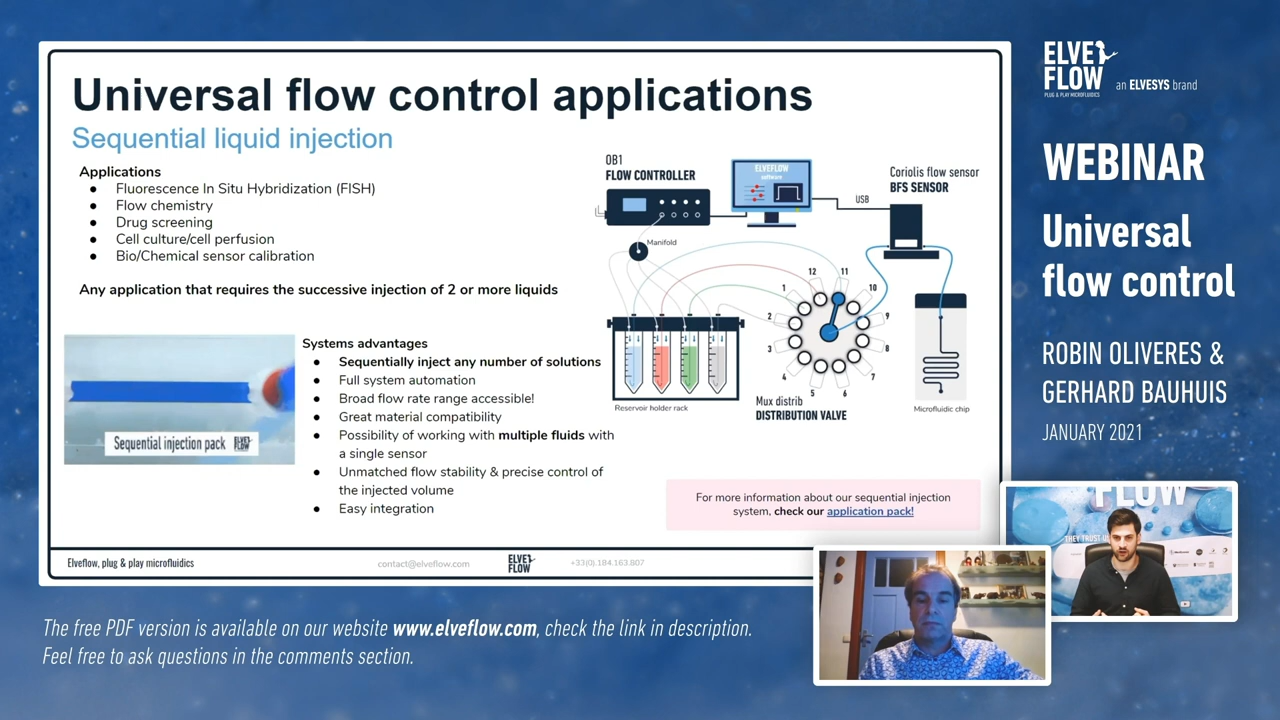 Universal flow control applications
Sequential liquid injection
Applications
● Fluorescence In Situ Hybridization (FISH)
● Flow chemistry
● Drug screening
● Cell culture/cell perfusion
● Bio/Chemical sensor calibration
Any application that requires the successive injection of 2 or more liquids
Sequential injection pack
ELVE FLOW
Systems advantages
● Sequentially inject any number of solutions
● Full system automation
● Broad flow rate range accessible!
● Great material compatibility
● Possibility of working with multiple fluids with
a single sensor
● Unmatched flow stability & precise control of
the injected volume
● Easy integration
OB1
FLOW CONTROLLER
ELVEFLOW
software
USB
Coriolis flow sensor
BFS SENSOR
Manifold
12
11
1
10
2
9
3
8
4
7
5
6
Reservoir holder rack
Mux distrib
DISTRIBUTION VALVE
Microfluidic chip
For more information about our sequential injection
system, check our application pack!
Elveflow, plug & play microfluidics
contact@elveflow.com
ELVE
FLOW
+33(0).184.163.807
ELVE
FLOW
PLUG & PLAY MICROFLUIDICS
an ELVESYS brand
WEBINAR
Universal
flow control
ROBIN OLIVERES &
GERHARD BAUHUIS
JANUARY 2021
FLOW
THEY TRUST US
The free PDF version is available on our website www.elveflow.com, check the link in description.
Feel free to ask questions in the comments section.